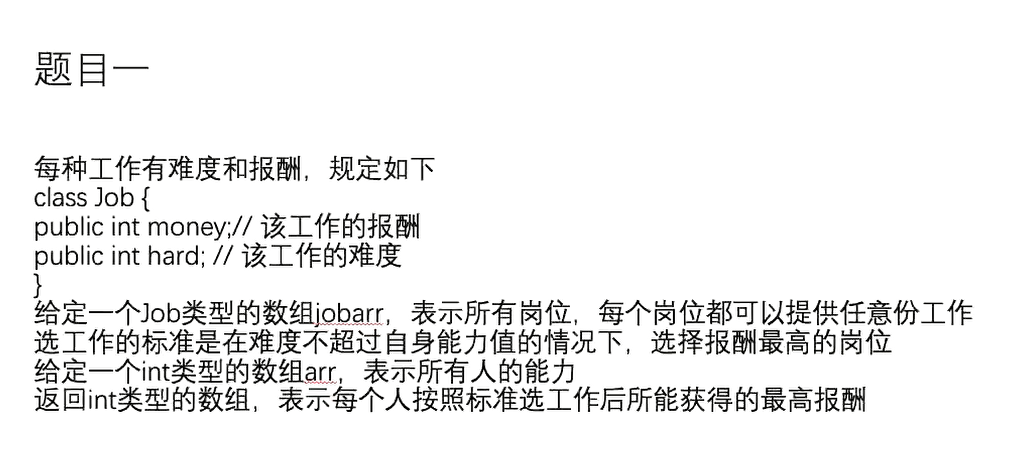 题目一
每种工作有难度和报酬，规定如下
class Job {
public int money;// 该工作的报酬
public int hard; // 该工作的难度
}
给定一个Job类型的数组jobarr，表示所有岗位，每个岗位都可以提供任意份工作
选工作的标准是在难度不超过自身能力值的情况下，选择报酬最高的岗位
给定一个int类型的数组arr，表示所有人的能力
返回int类型的数组，表示每个人按照标准选工作后所能获得的最高报酬